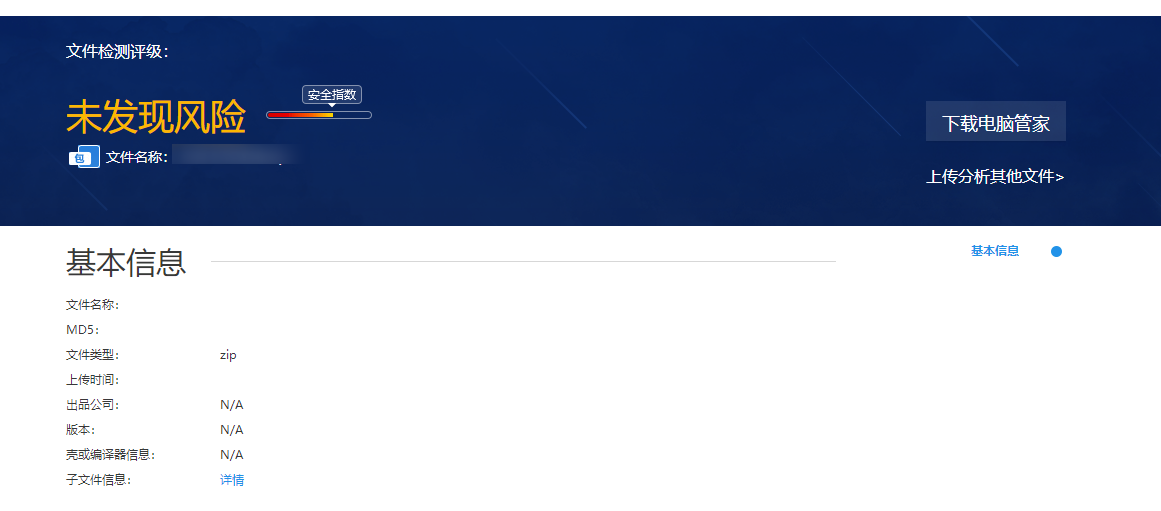 文件检测评级：
安全指数
未发现风险
下载电脑管家
包 文件名称：
上传分析其他文件>
基本信息
基本信息
文件名称：
MD5：
文件类型： zip
上传时间：
出品公司： N/A
版本： N/A
壳或编译器信息： N/A
子文件信息： 详情